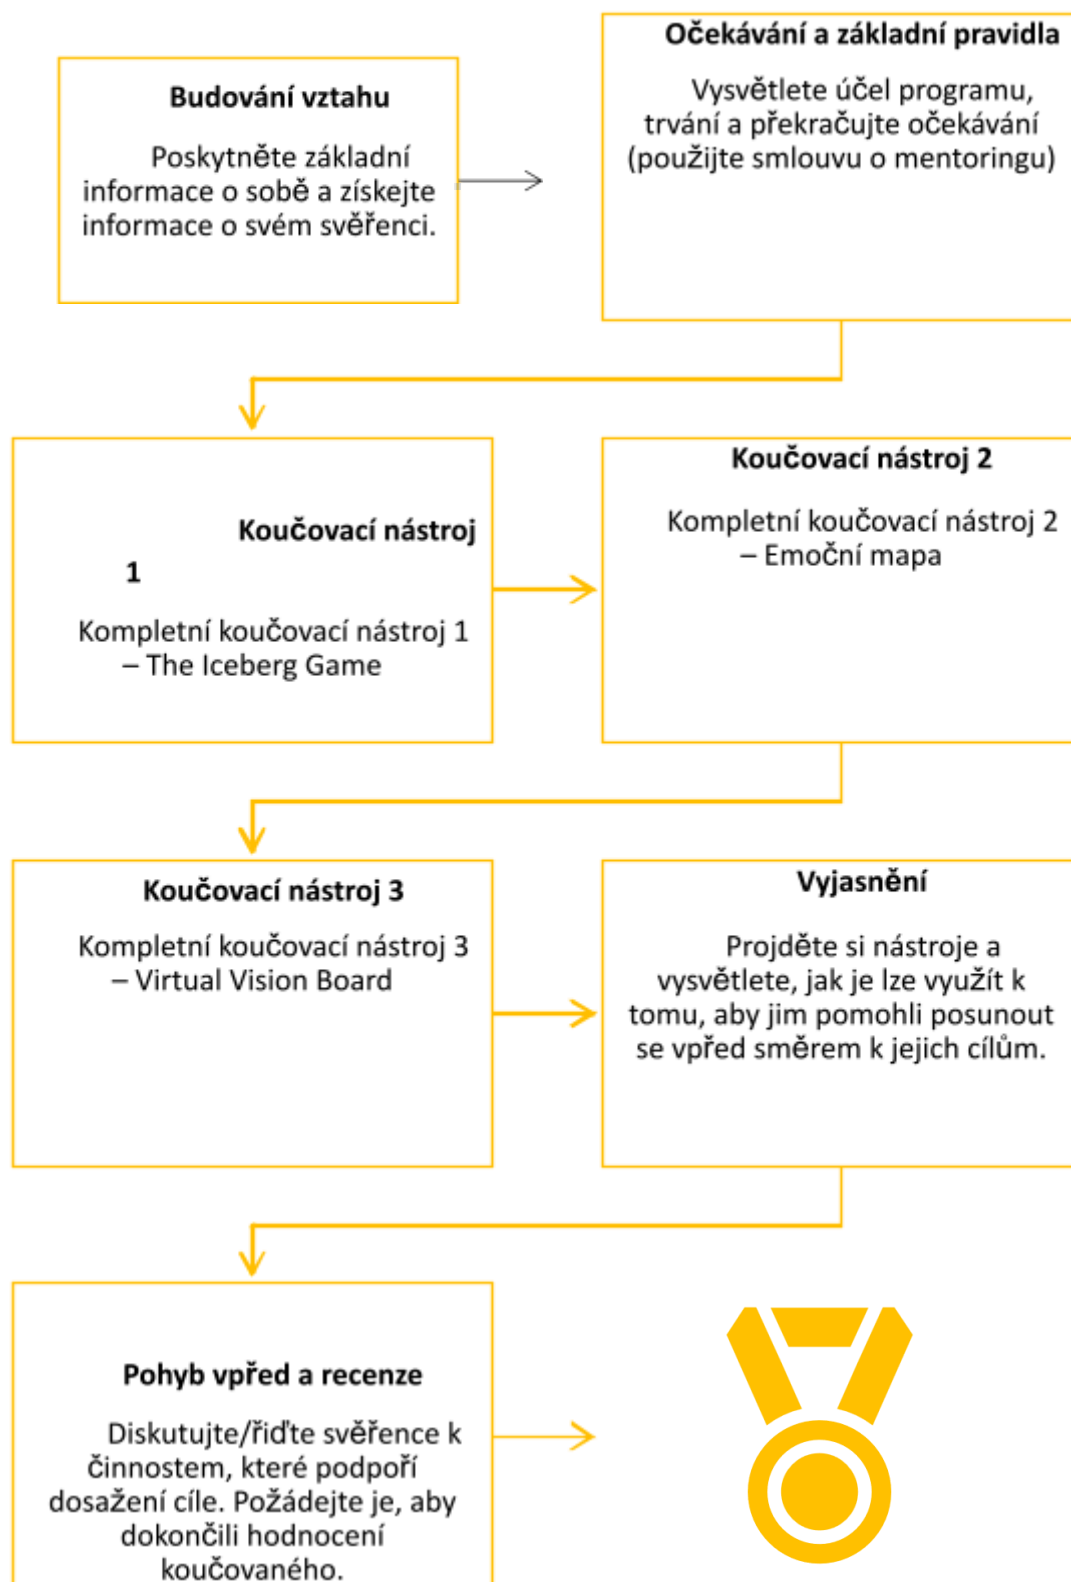 Budování vztahu
Poskytněte základní
informace o sobě a získejte
informace o svém svěřenci.
Očekávání a základní pravidla
Vysvětlete účel programu,
trvání a překračujte očekávání
(použijte smlouvu o mentoringu)
Koučovací nástroj
1
Kompletní koučovací nástroj 1
– The Iceberg Game
Koučovací nástroj 2
Kompletní koučovací nástroj 2
– Emoční mapa
Koučovací nástroj 3
Kompletní koučovací nástroj 3
– Virtual Vision Board
Vyjasnění
Projděte si nástroje a
vysvětlete, jak je lze využít k
tomu, aby jim pomohli posunout
se vpřed směrem k jejich cílům.
Pohyb vpřed a recenze
Diskutujte/řiďte svěřence k
činnostem, které podpoří
dosažení cíle. Požádejte je, aby
dokončili hodnocení
koučovaného.